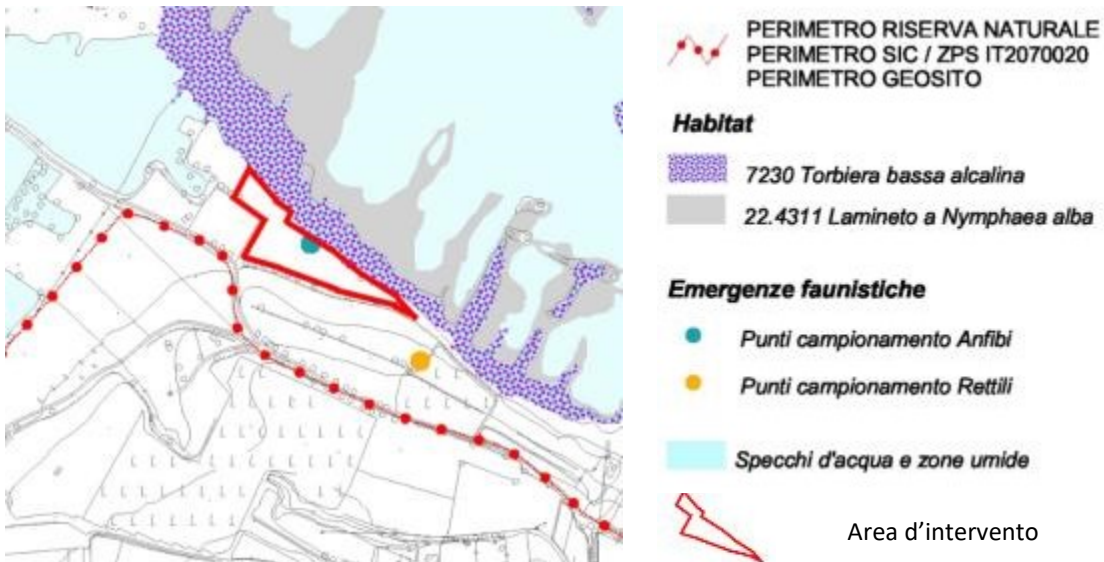 PERIMETRO RISERVA NATURALE
PERIMETRO SIC / ZPS IT2070020
PERIMETRO GEOSITO
Habitat
7230 Torbiera bassa alcalina
22.4311 Lamineto a Nymphaea alba
Emergenze faunistiche
Punti campionamento Anfibi
Punti campionamento Rettili
Specchi d'acqua e zone umide
Area d’intervento